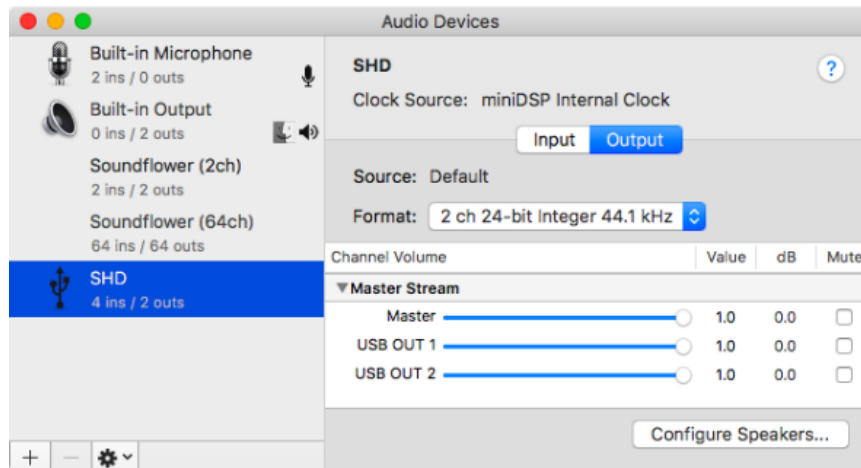 Audio Devices
Built-in Microphone
2 ins / 0 outs
Built-in Output
0 ins / 2 outs
Soundflower (2ch)
2 ins / 2 outs
Soundflower (64ch)
64 ins / 64 outs
SHD
4 ins / 2 outs
+ −
SHD
?
Clock Source: miniDSP Internal Clock
Input Output
Source: Default
Format: 2 ch 24-bit Integer 44.1 kHz
Channel Volume Value dB Mute
▼Master Stream
Master 1.0 0.0
USB OUT 1 1.0 0.0
USB OUT 2 1.0 0.0
Configure Speakers...